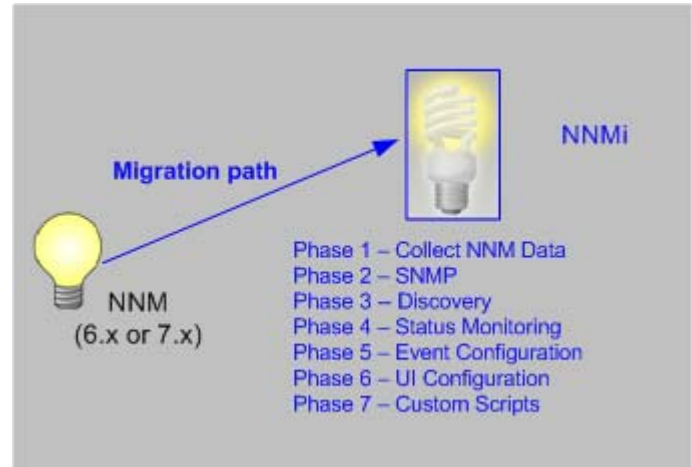 NNMi
Migration path
NNM
(6.x or 7.x)
Phase 1 – Collect NNM Data
Phase 2 – SNMP
Phase 3 – Discovery
Phase 4 – Status Monitoring
Phase 5 – Event Configuration
Phase 6 – UI Configuration
Phase 7 – Custom Scripts